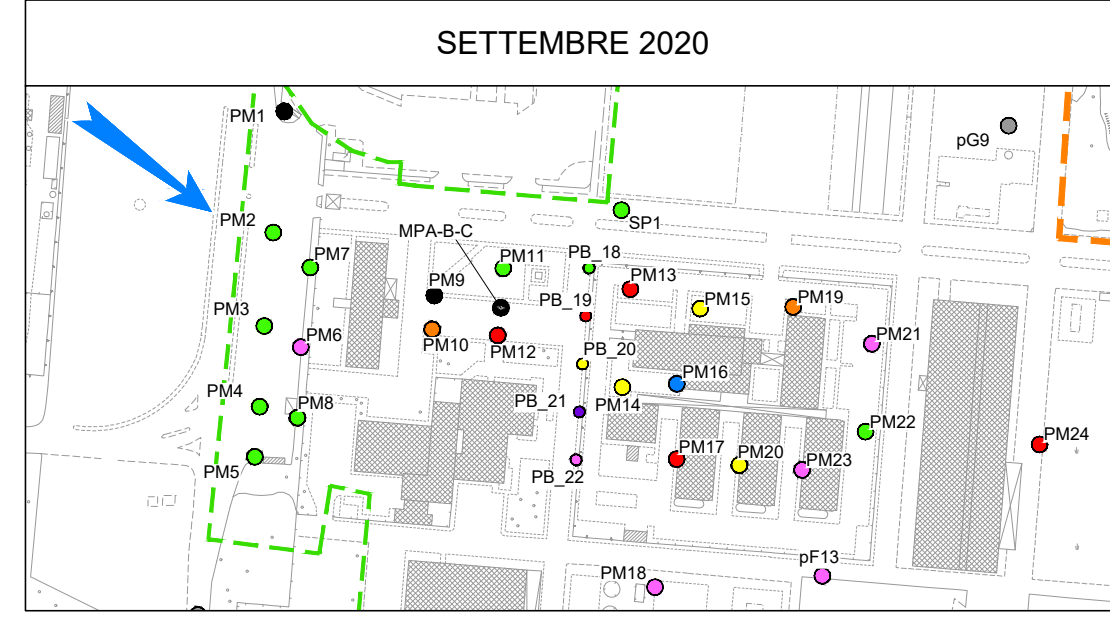 SETTEMBRE 2020
PM1
pG9
PM2
SP1
MPA-B-C
PM7
PM11
PB_18
PM9
PM13
PM3
PB_19
PM15
PM19
PM6
PM10
PM12
PB_20
PM21
PM16
PM4
PM8
PB_21
PM14
PM22
PM24
PM5
PB_22
PM17
PM20
PM23
pF13
PM18